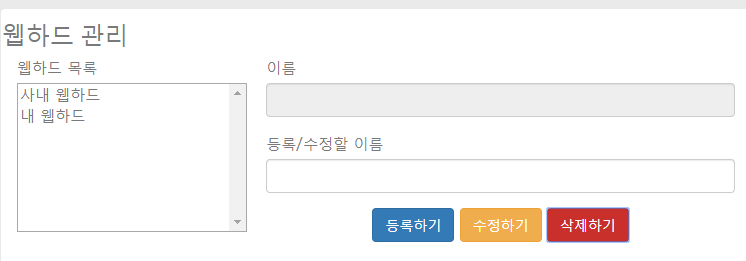 웹하드 관리
웹하드 목록
사내 웹하드
내 웹하드
이름
등록/수정할 이름
등록하기 수정하기 삭제하기